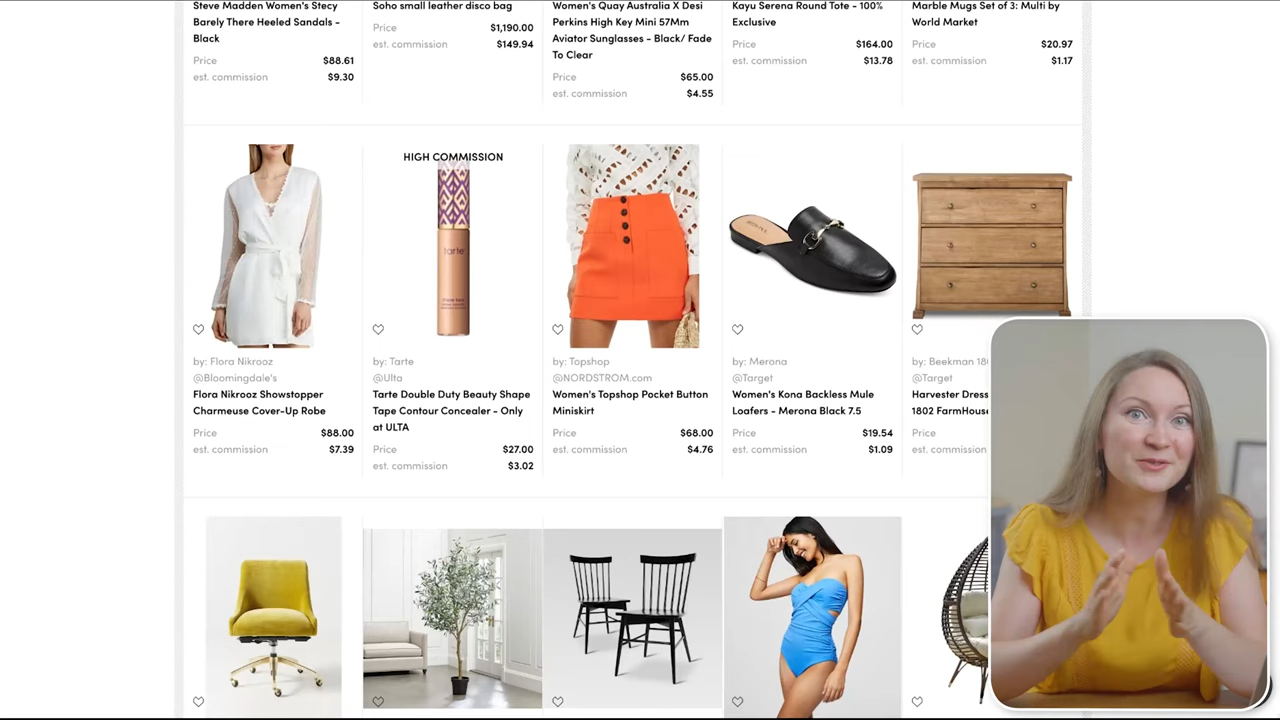 Steve Madden Women's Stecy
Barely There Heeled Sandals -
Black
Price $88.61
est. commission $9.30
Soho small leather disco bag
Price $1,190.00
est. commission $149.94
Women's Quay Australia X Desi
Perkins High Key Mini 57Mm
Aviator Sunglasses - Black/ Fade
To Clear
Price $65.00
est. commission $4.55
Kayu Serena Round Tote - 100%
Exclusive
Price $164.00
est. commission $13.78
Marble Mugs Set of 3: Multi by
World Market
Price $20.97
est. commission $1.17
by: Flora Nikrooz
@Bloomingdale's
Flora Nikrooz Showstopper
Charmeuse Cover-Up Robe
Price $88.00
est. commission $7.39
HIGH COMMISSION
tarte
by: Tarte
@Ulta
Tarte Double Duty Beauty Shape
Tape Contour Concealer - Only
at ULTA
Price $27.00
est. commission $3.02
by: Topshop
@NORDSTROM.com
Women's Topshop Pocket Button
Miniskirt
Price $68.00
est. commission $4.76
by: Merona
@Target
Women's Kona Backless Mule
Loafers - Merona Black 7.5
Price $19.54
est. commission $1.09
by: Beekman 180
@Target
Harvester Dress
1802 FarmHouse
Price
est. commission